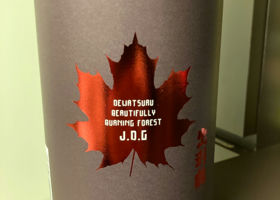 DEWATSURU
BEAUTIFULLY
BURNING FOREST
J.O.G